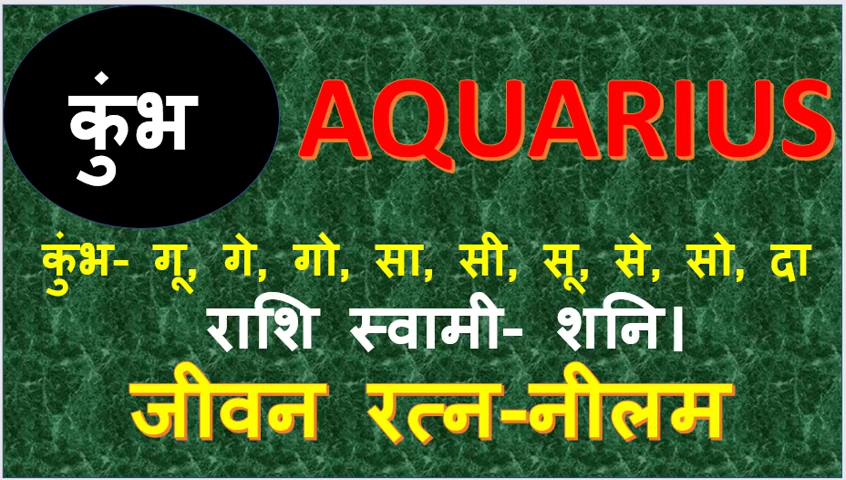 कुंभ
AQUARIUS
कुंभ- गू, गे, गो, सा, सी, सू, से, सो, दा
राशि स्वामी- शनि।
जीवन रत्न-नीलम